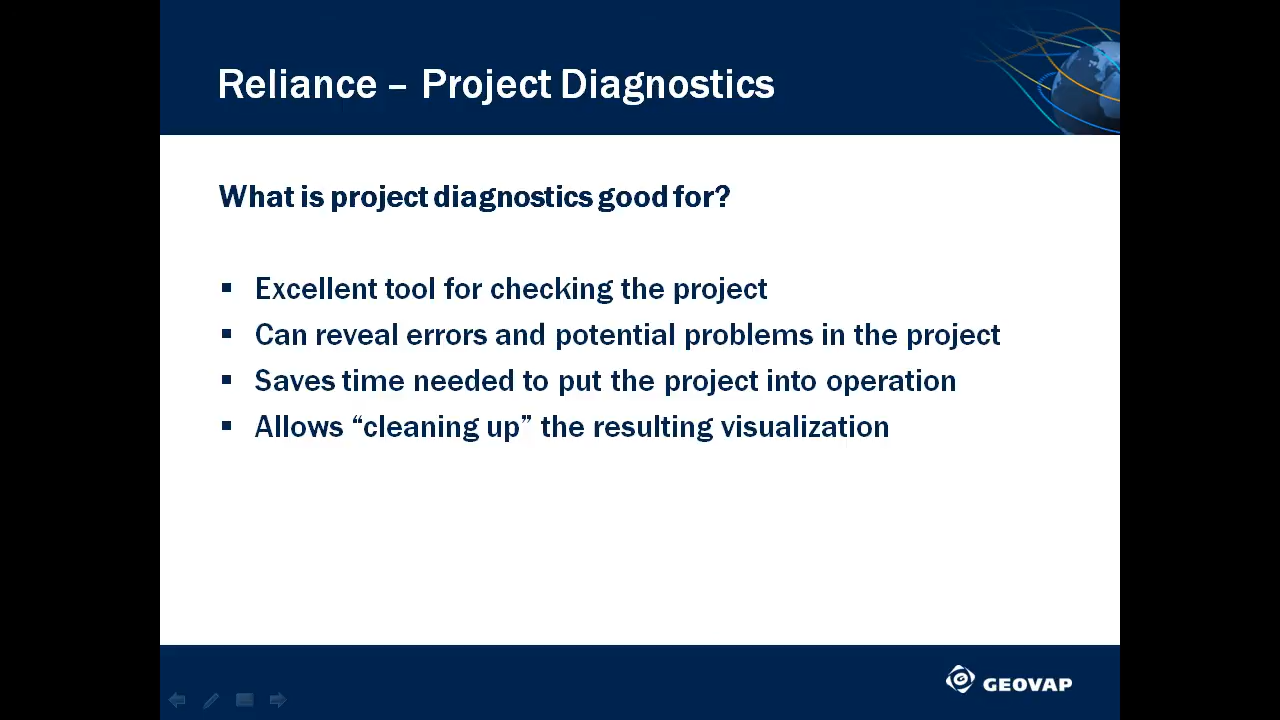 Reliance – Project Diagnostics
What is project diagnostics good for?
▪ Excellent tool for checking the project
▪ Can reveal errors and potential problems in the project
▪ Saves time needed to put the project into operation
▪ Allows “cleaning up” the resulting visualization
GEOVAP